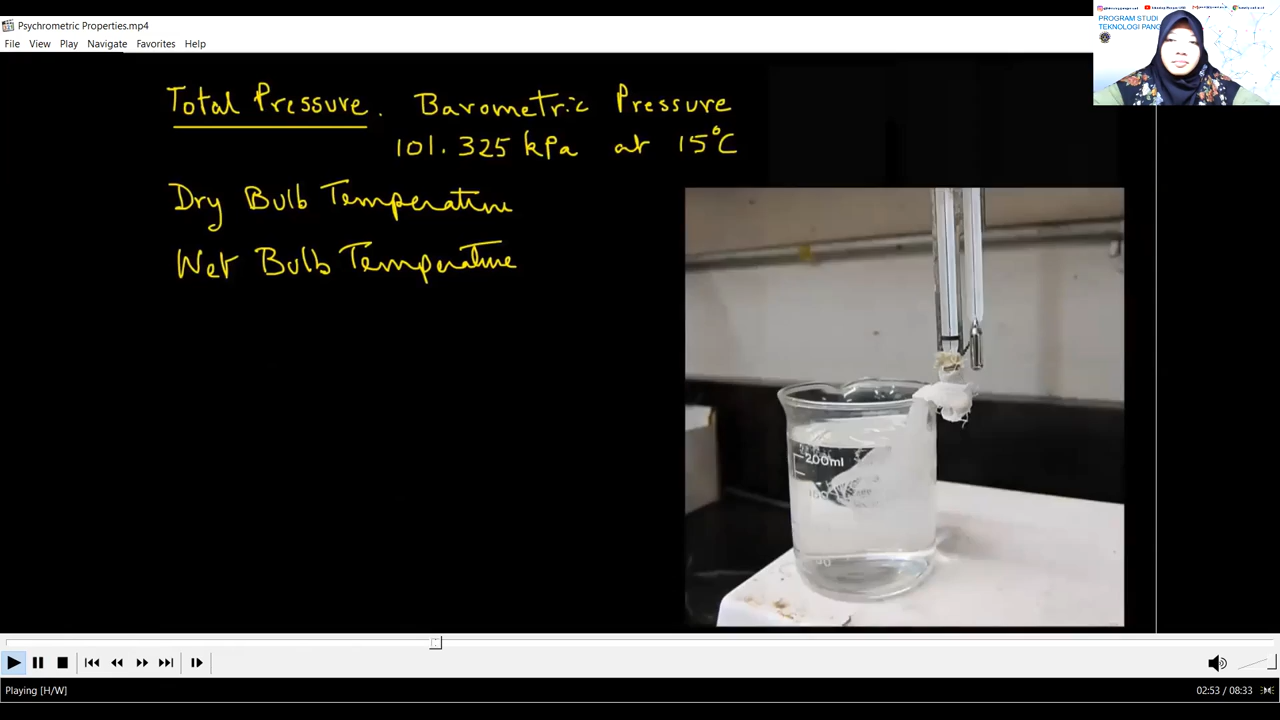 Psychrometric Properties.mp4
File View Play Navigate Favorites Help
PROGRAM STUDI
TEKNOLOGI PANG
Total Pressure. Barometric Pressure
101.325 kPa at 15°C
Dry Bulb Temperature
Wet Bulb Temperature
200ml
Playing [H/W]
02:53 / 08:33